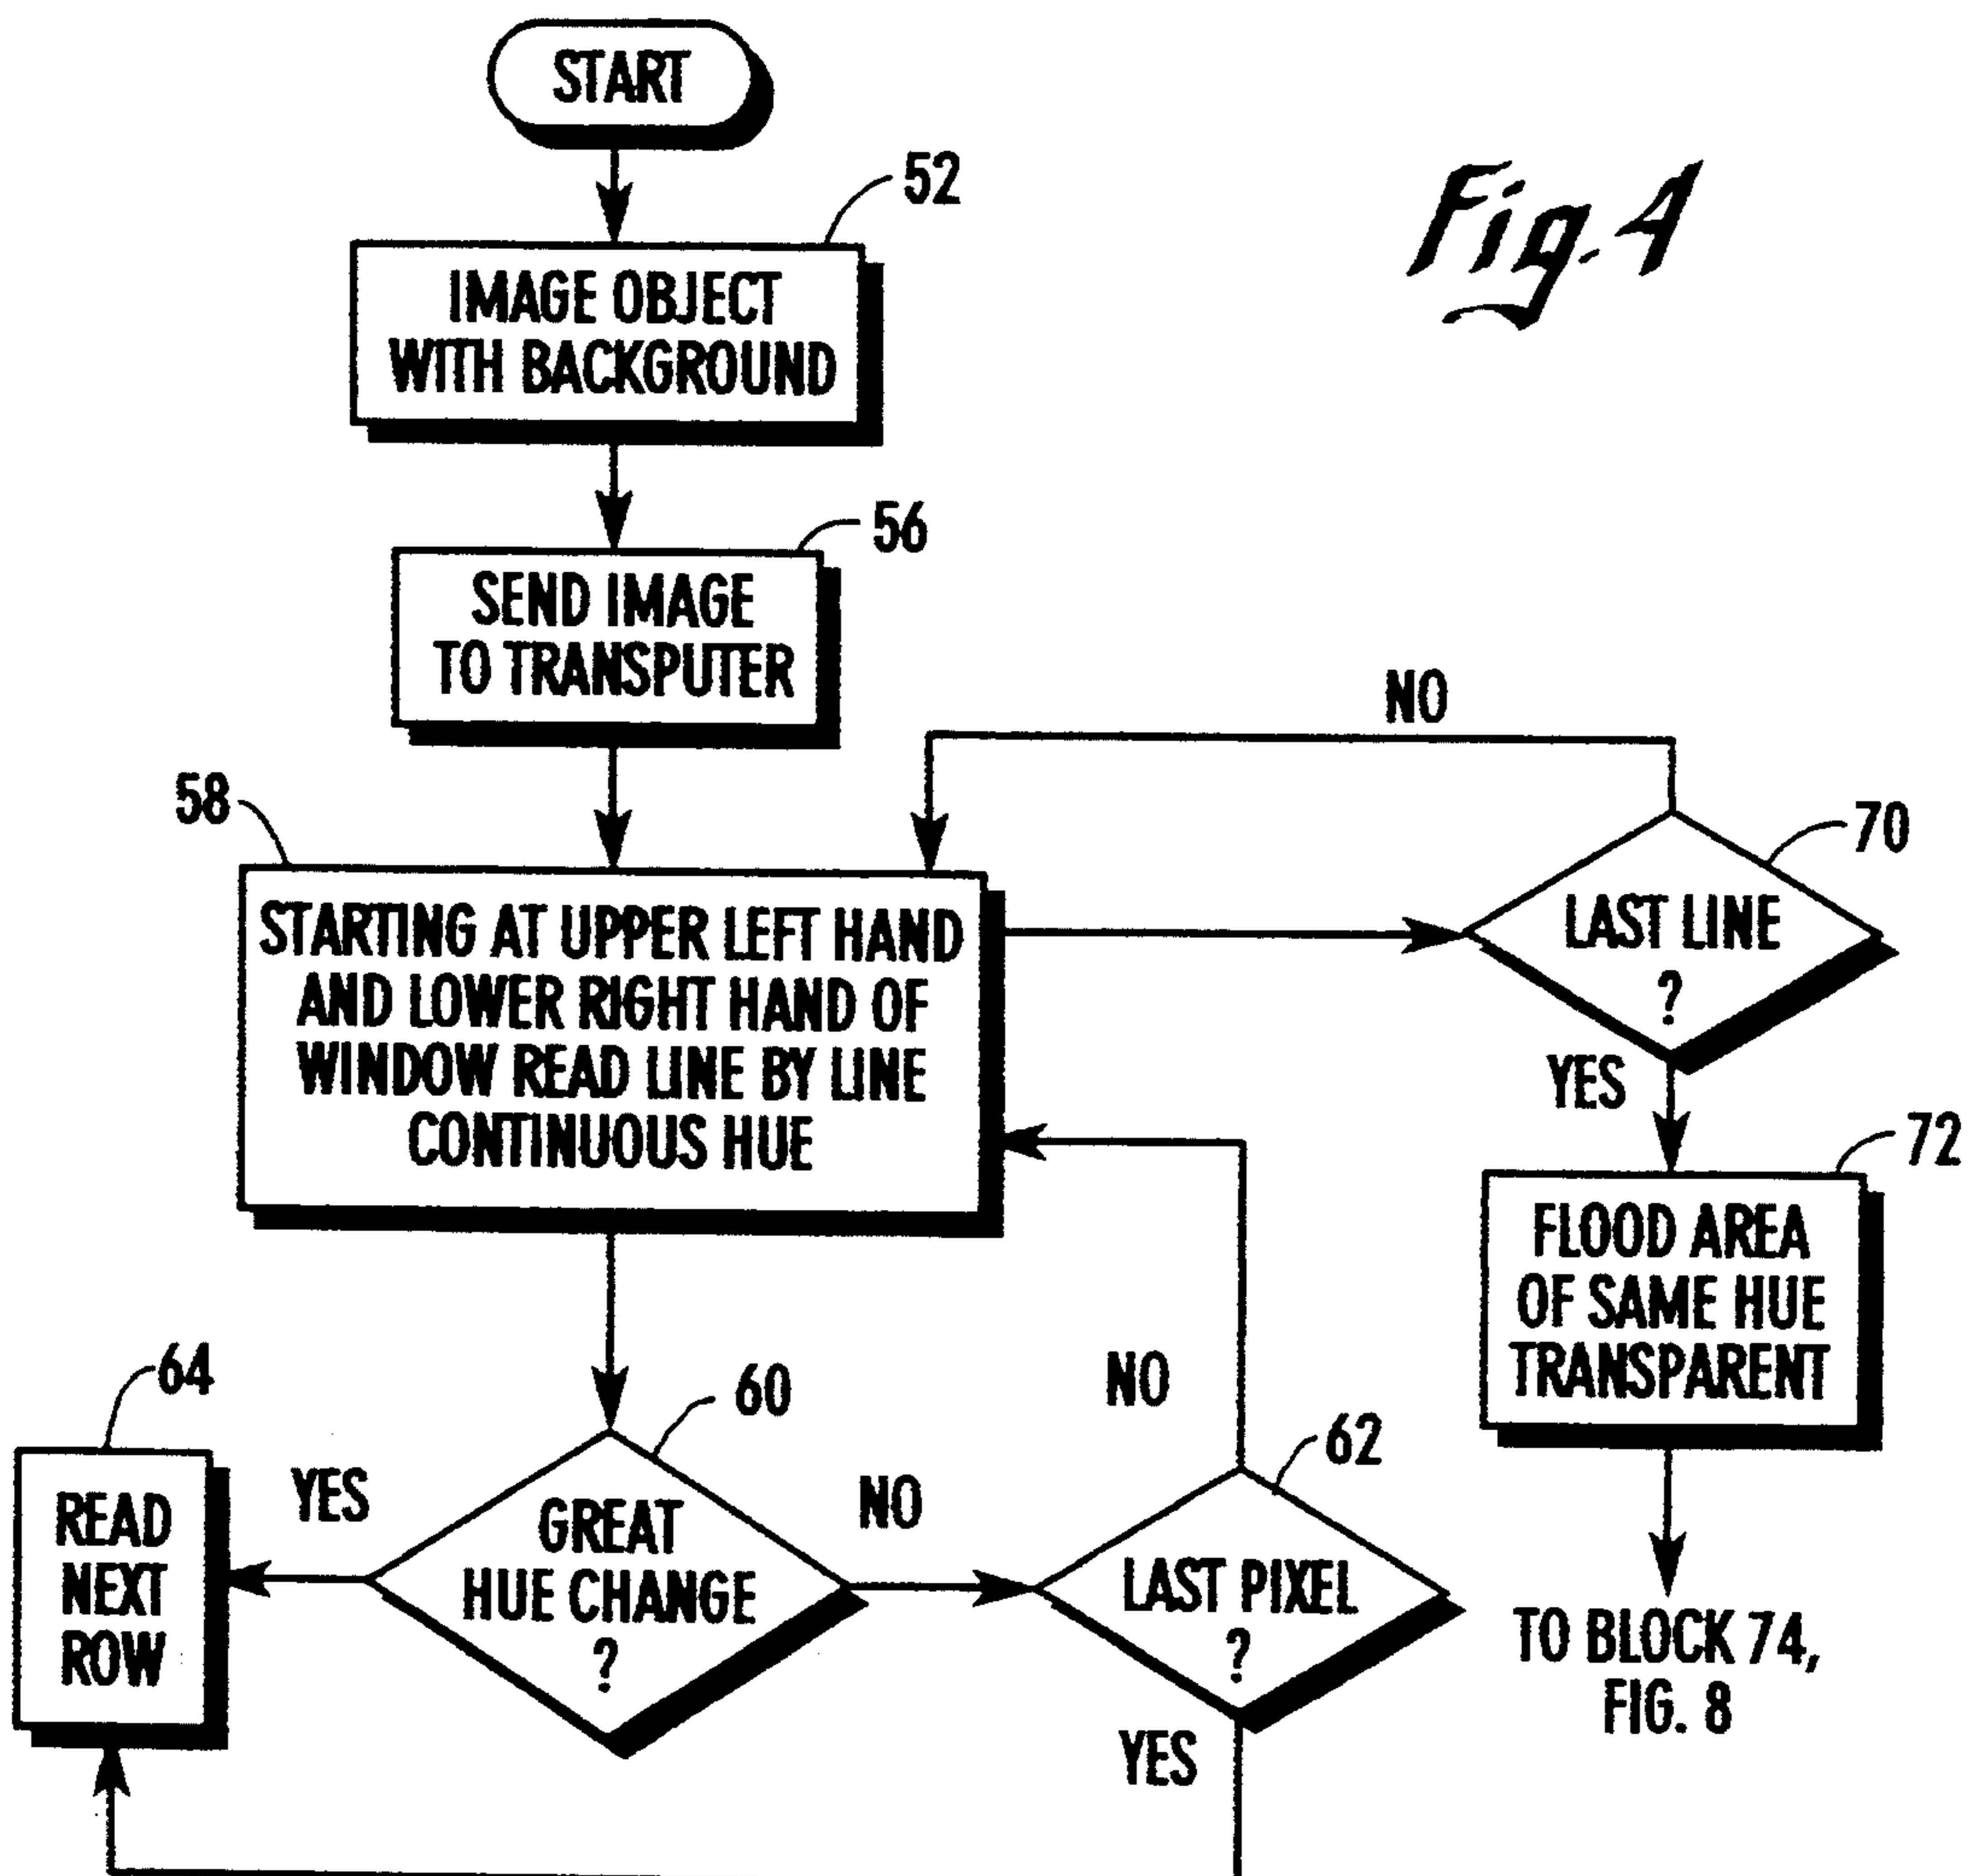 START
52
Fig. 4
IMAGE OBJECT
WITH BACKGROUND
56
SEND IMAGE
TO TRANSPUTER
NO
58
70
STARTING AT UPPER LEFT HAND
AND LOWER RIGHT HAND OF
WINDOW READ LINE BY LINE
CONTINUOUS HUE
LAST LINE
?
YES
72
FLOOD AREA
OF SAME HUE
TRANSPARENT
64
60
NO
62
READ
NEXT
ROW
YES
GREAT
HUE CHANGE
?
NO
LAST PIXEL
?
YES
TO BLOCK 74,
FIG. 8